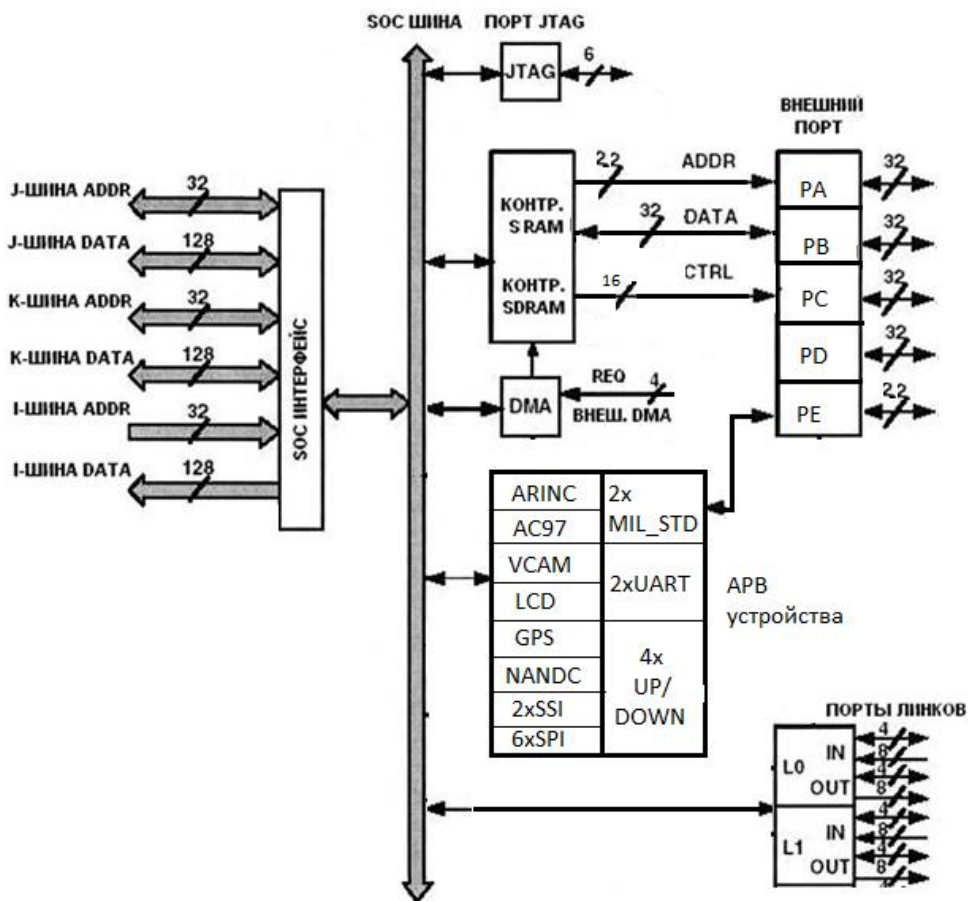 SOC ШИНА
ПОРТ JTAG
JTAG
6
ВНЕШНИЙ
ПОРТ
J-ШИНА ADDR
32
J-ШИНА DATA
128
К-ШИНА ADDR
32
К-ШИНА DATA
128
I-ШИНА ADDR
32
I-ШИНА DATA
128
SOC ИНТЕРФЕЙС
КОНТР.
SRAM
КОНТР.
SDRAM
22
ADDR
32
DATA
16
CTRL
DMA
REQ
4
ВНЕШ. DMA
PA
32
PB
32
PC
32
PD
32
PE
22
ARINC
AC97
VCAM
LCD
GPS
NANDC
2xSSI
6xSPI
2x
MIL_STD
2xUART
4x
UP/
DOWN
APB
устройства
ПОРТЫ ЛИНКОВ
L0
IN
OUT
4
8
4
8
L1
IN
OUT
4
8
4
8
4